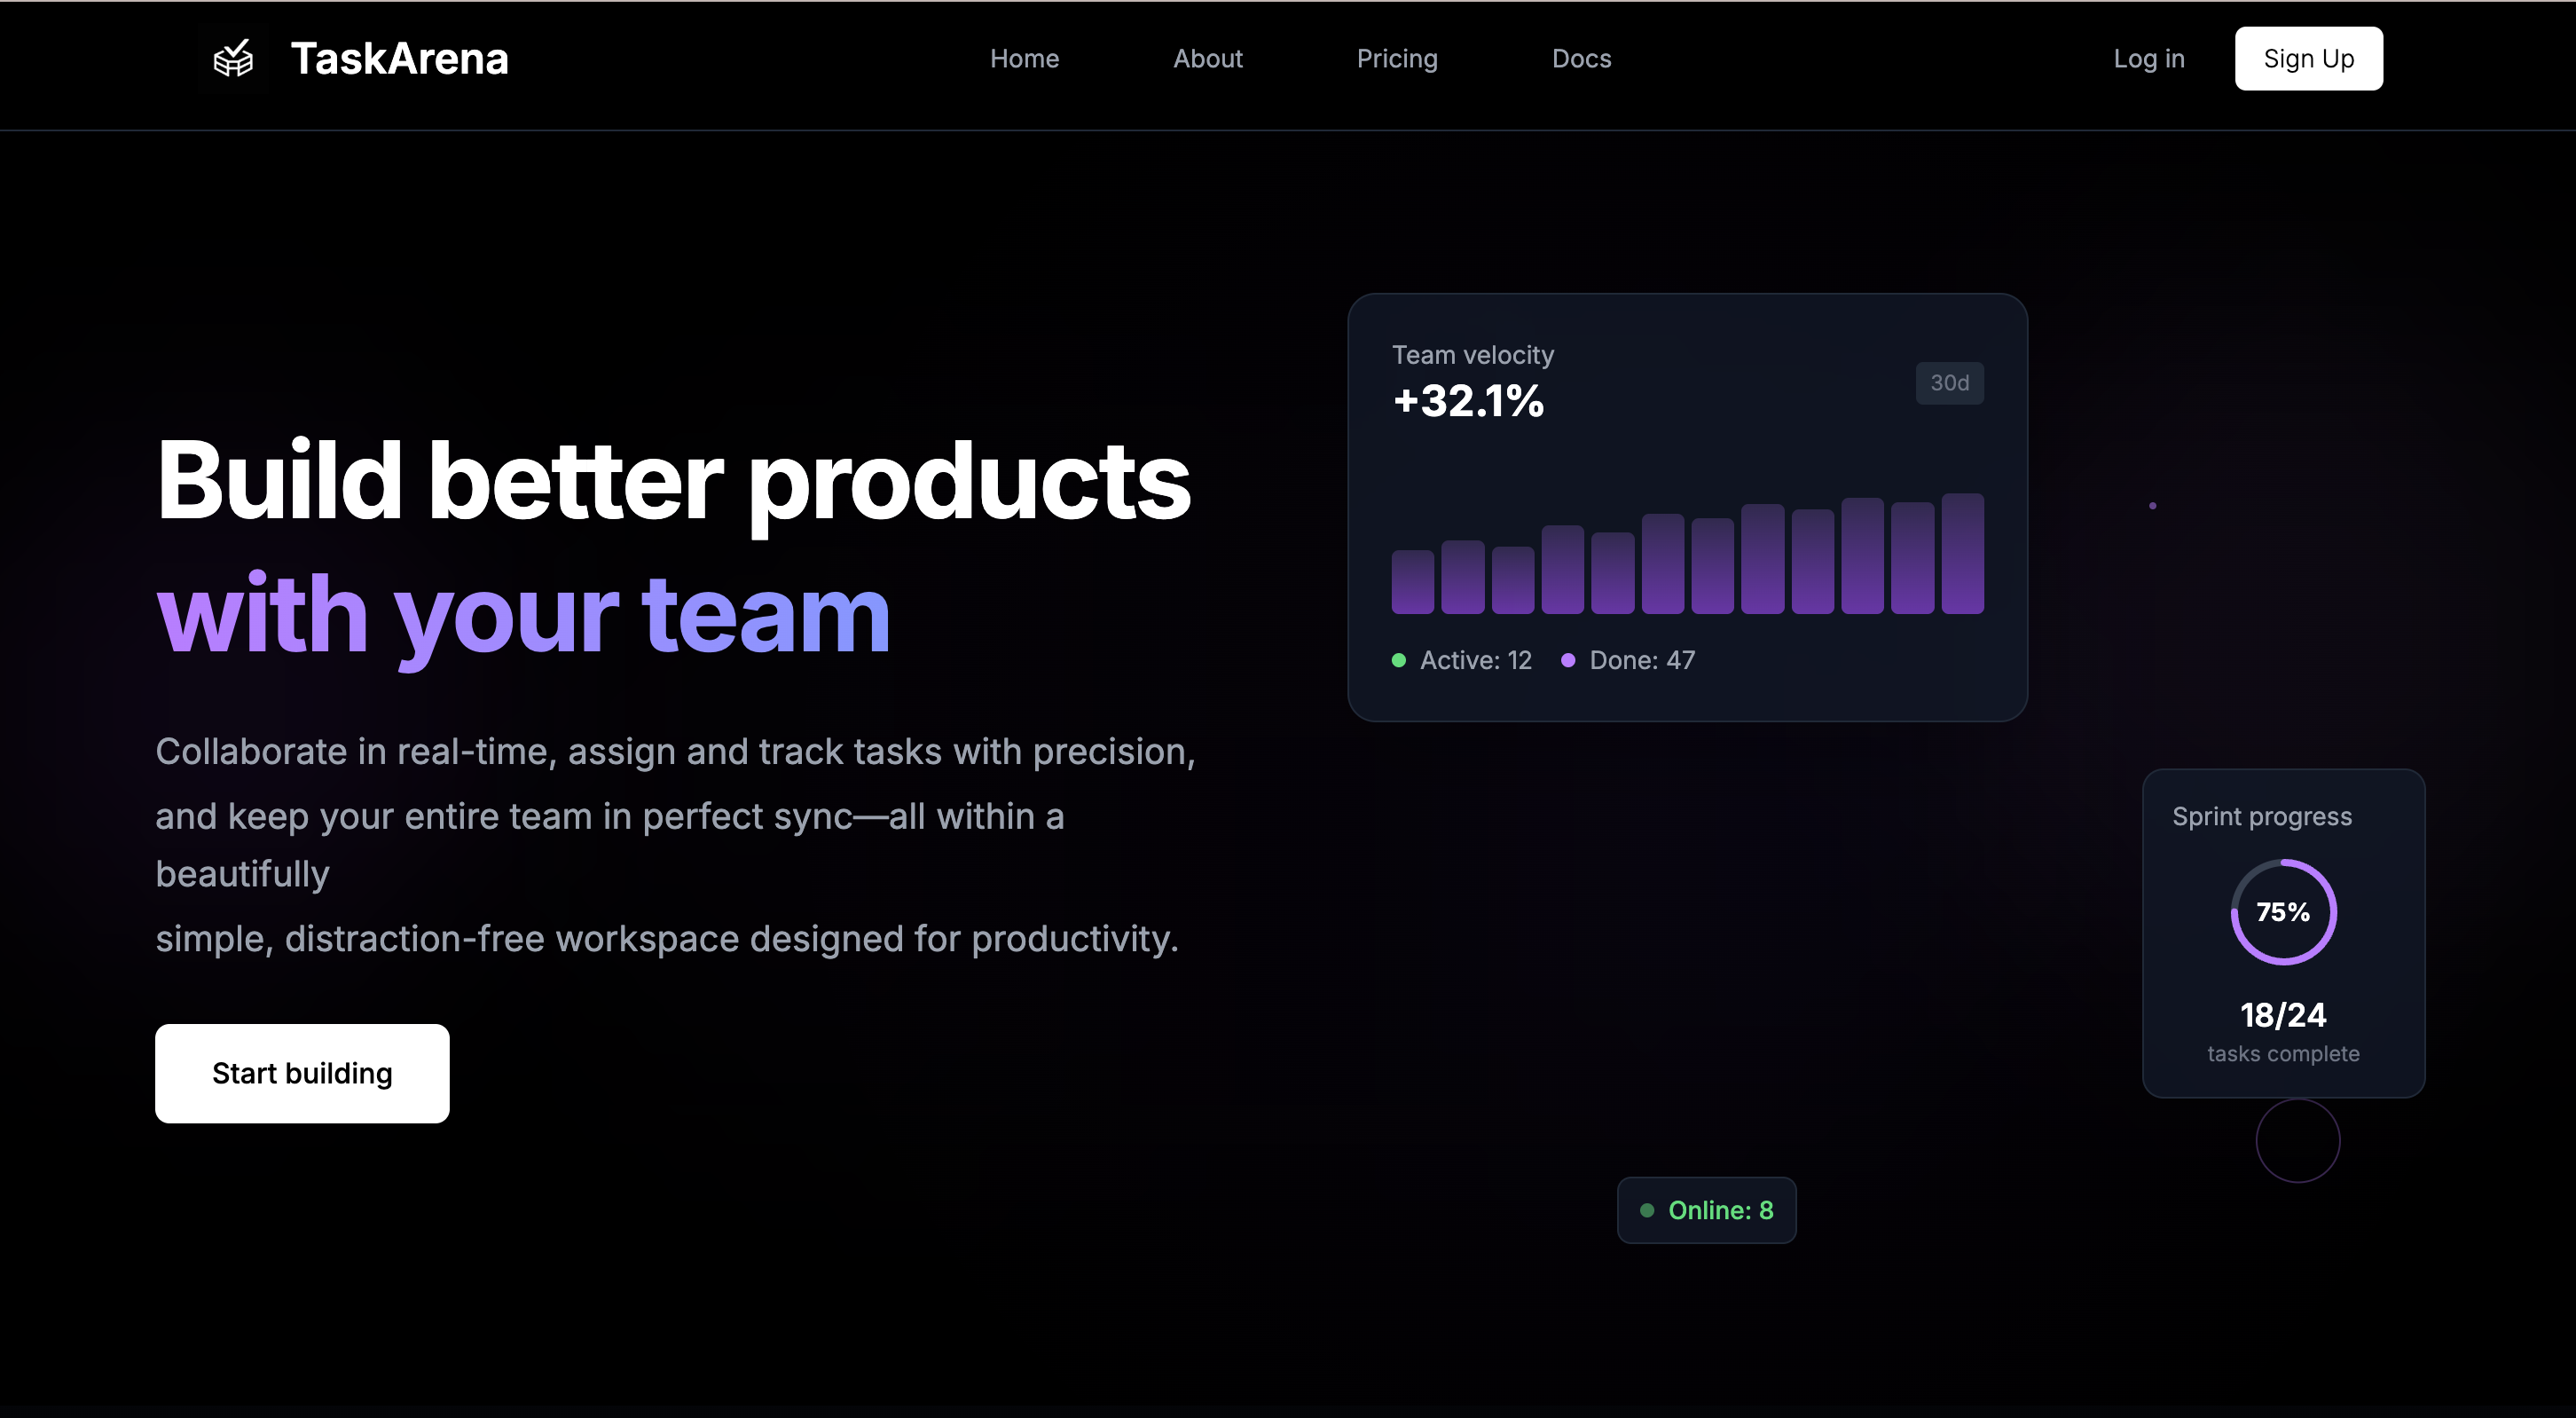 TaskArena
Home
About
Pricing
Docs
Log in
Sign Up
Build better products
with your team
Collaborate in real-time, assign and track tasks with precision,
and keep your entire team in perfect sync—all within a
beautifully
simple, distraction-free workspace designed for productivity.
Start building
Team velocity
+32.1%
30d
Active: 12
Done: 47
Sprint progress
75%
18/24
tasks complete
Online: 8